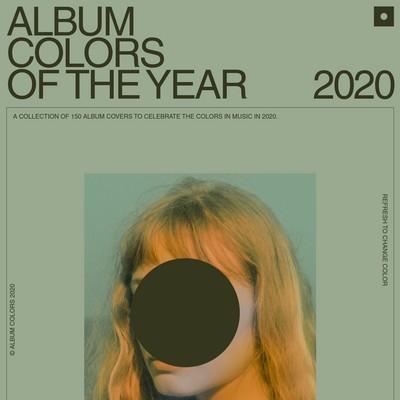 ALBUM
COLORS
OF THE YEAR 2020
A COLLECTION OF 150 ALBUM COVERS TO CELEBRATE THE COLORS IN MUSIC IN 2020.
REFRESH TO CHANGE COLOR
© ALBUM COLORS 2020